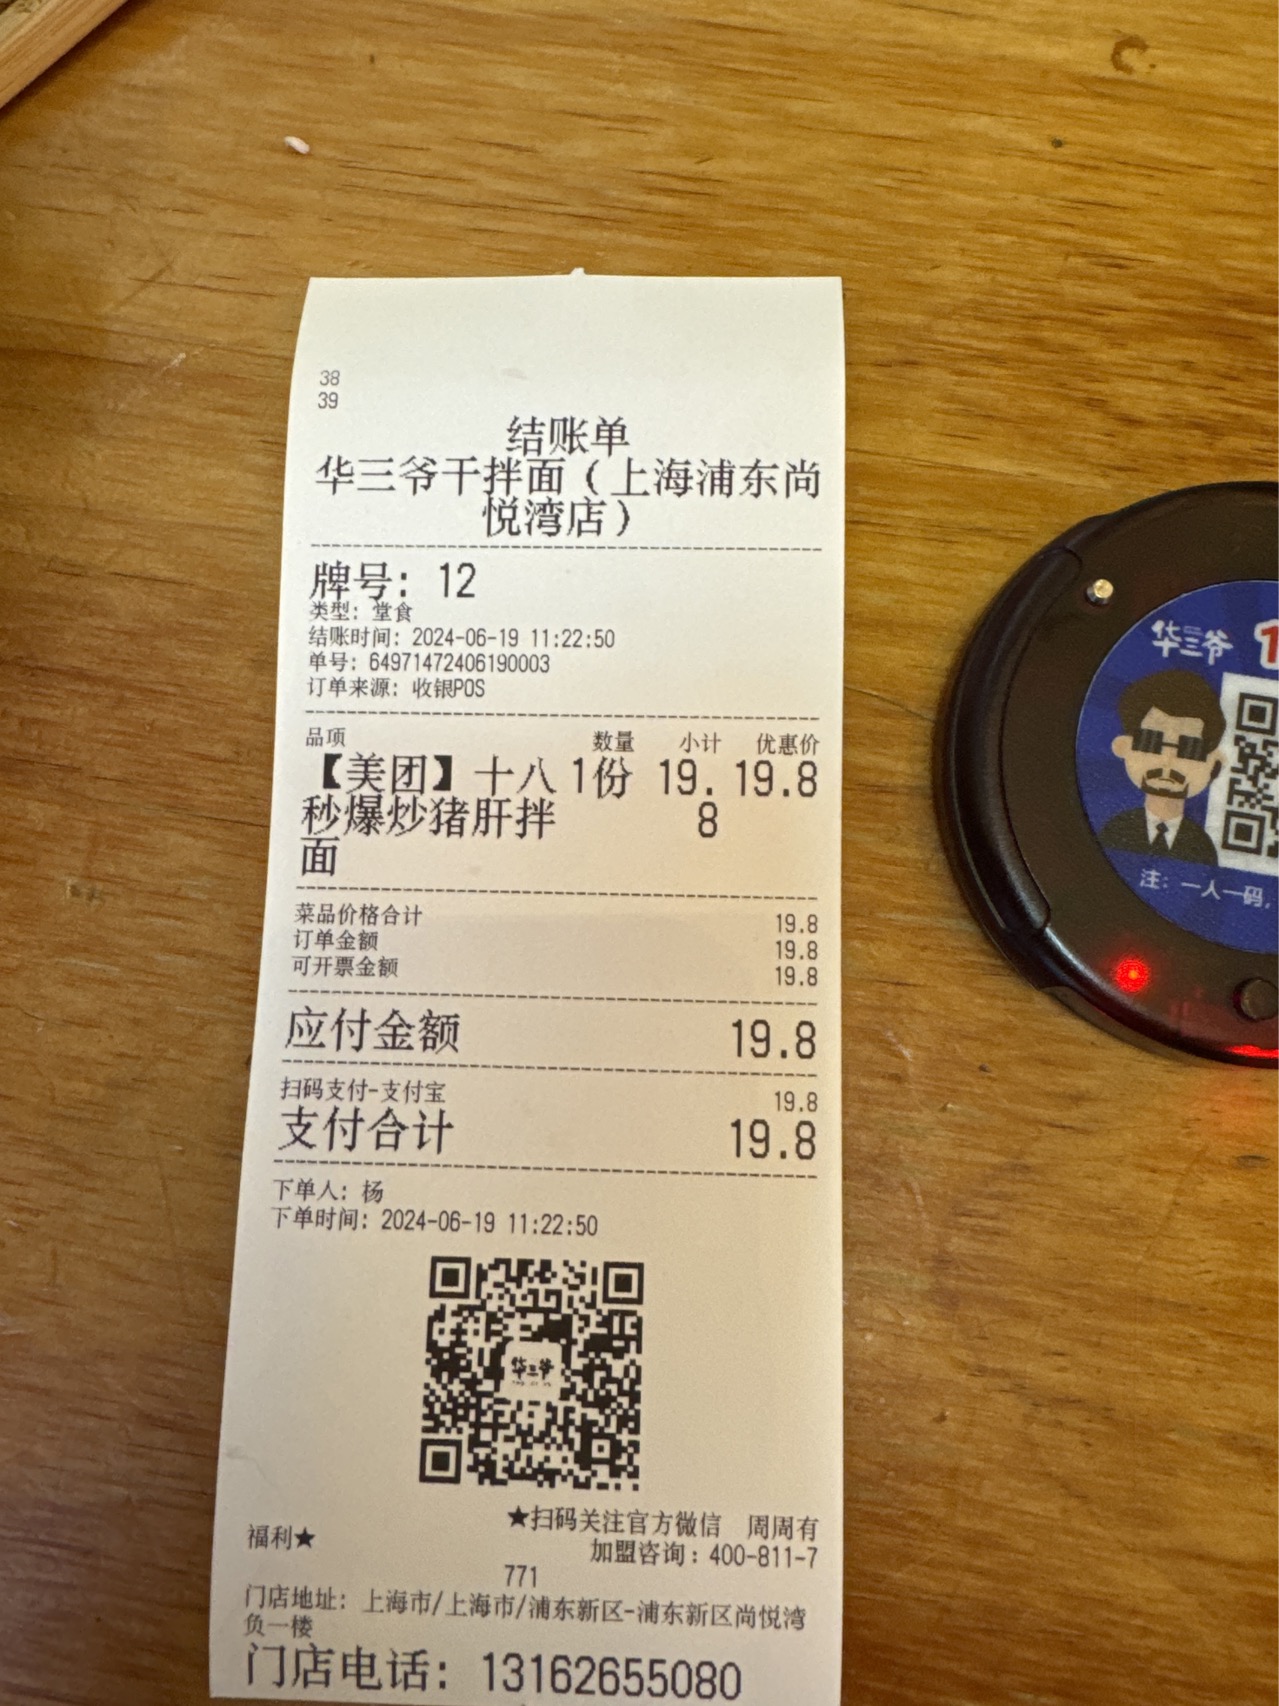 38
39
结账单
华三爷干拌面（上海浦东尚
悦湾店）
牌号: 12
类型: 堂食
结账时间: 2024-06-19 11:22:50
单号: 64971472406190003
订单来源: 收银POS
品项 数量 小计 优惠价
【美团】十八 1份 19. 19.8
秒爆炒猪肝拌 8
面
菜品价格合计 19.8
订单金额 19.8
可开票金额 19.8
应付金额 19.8
扫码支付-支付宝 19.8
支付合计 19.8
下单人: 杨
下单时间: 2024-06-19 11:22:50
华三爷
★扫码关注官方微信 周周有
福利★
加盟咨询: 400-811-7
771
门店地址: 上海市/上海市/浦东新区-浦东新区尚悦湾
负一楼
门店电话: 13162655080
华三爷
注: 一人一码,